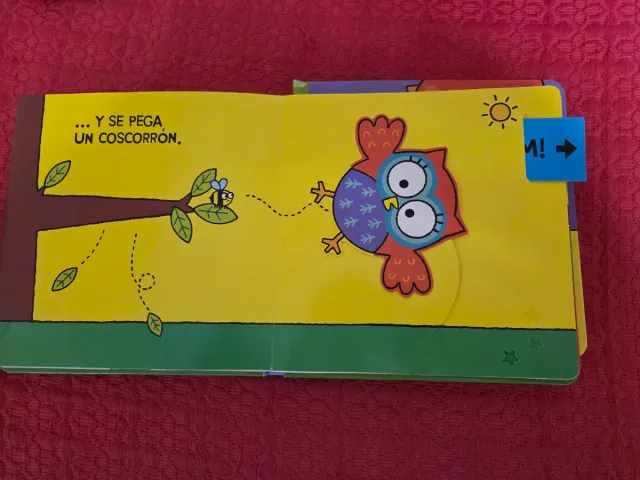 ... Y SE PEGA
UN COSCORRÓN.